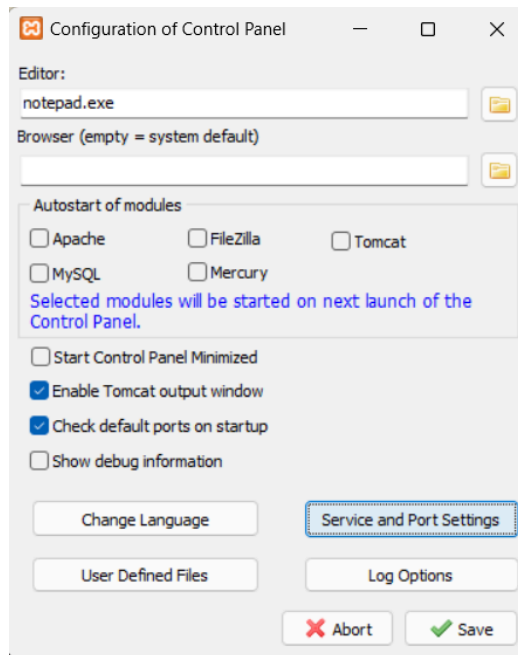 Configuration of Control Panel
Editor:
notepad.exe
Browser (empty = system default)
Autostart of modules
Apache
FileZilla
Tomcat
MySQL
Mercury
Selected modules will be started on next launch of the
Control Panel.
Start Control Panel Minimized
Enable Tomcat output window
Check default ports on startup
Show debug information
Change Language
Service and Port Settings
User Defined Files
Log Options
Abort
Save